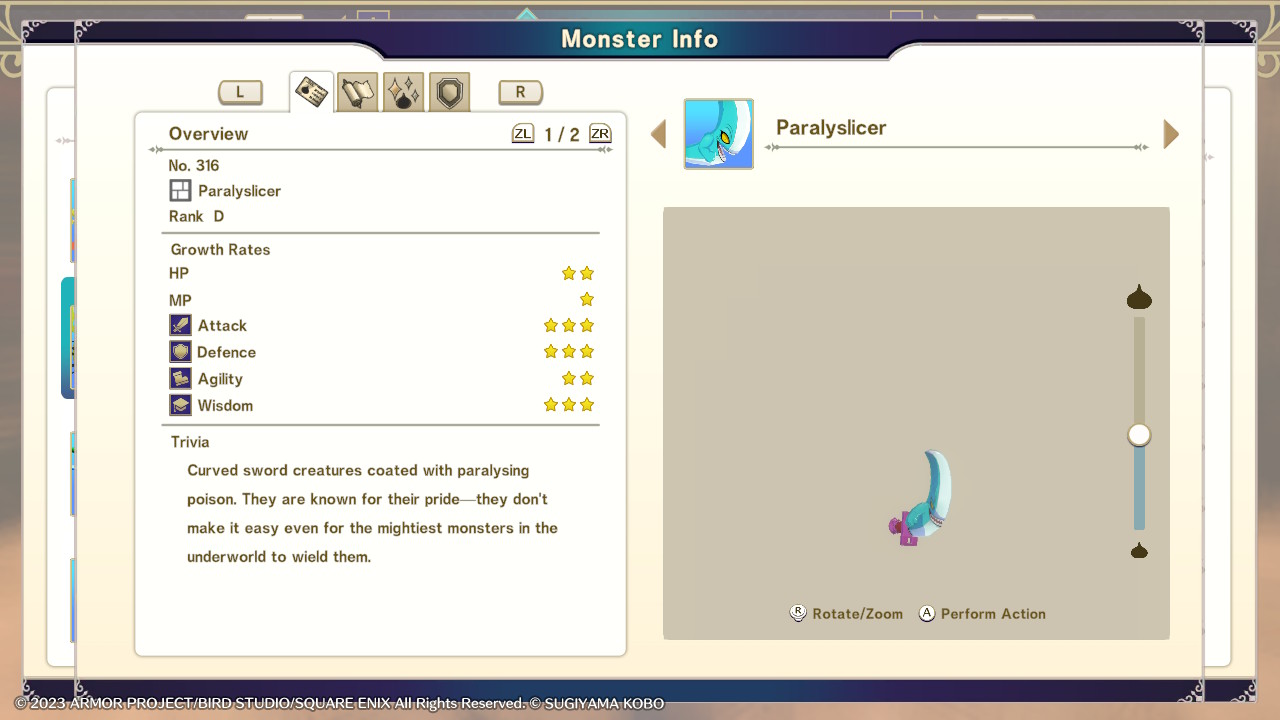 Monster Info
L
R
Overview
ZL 1 / 2 ZR
No. 316
Paralyslicer
Rank D
Growth Rates
HP
MP
Attack
Defence
Agility
Wisdom
Trivia
Curved sword creatures coated with paralysing
poison. They are known for their pride—they don't
make it easy even for the mightiest monsters in the
underworld to wield them.
Paralyslicer
R Rotate/Zoom A Perform Action
© 2023 ARMOR PROJECT/BIRD STUDIO/SQUARE ENIX All Rights Reserved. © SUGIYAMA KOBO